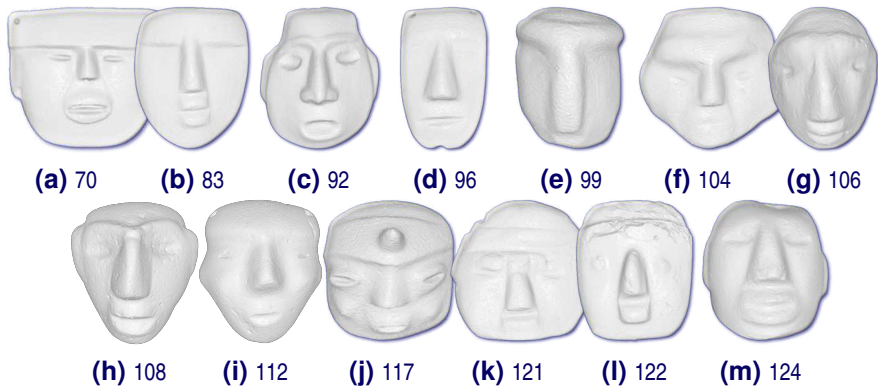 (a) 70 (b) 83 (c) 92 (d) 96 (e) 99 (f) 104 (g) 106
(h) 108 (i) 112 (j) 117 (k) 121 (l) 122 (m) 124